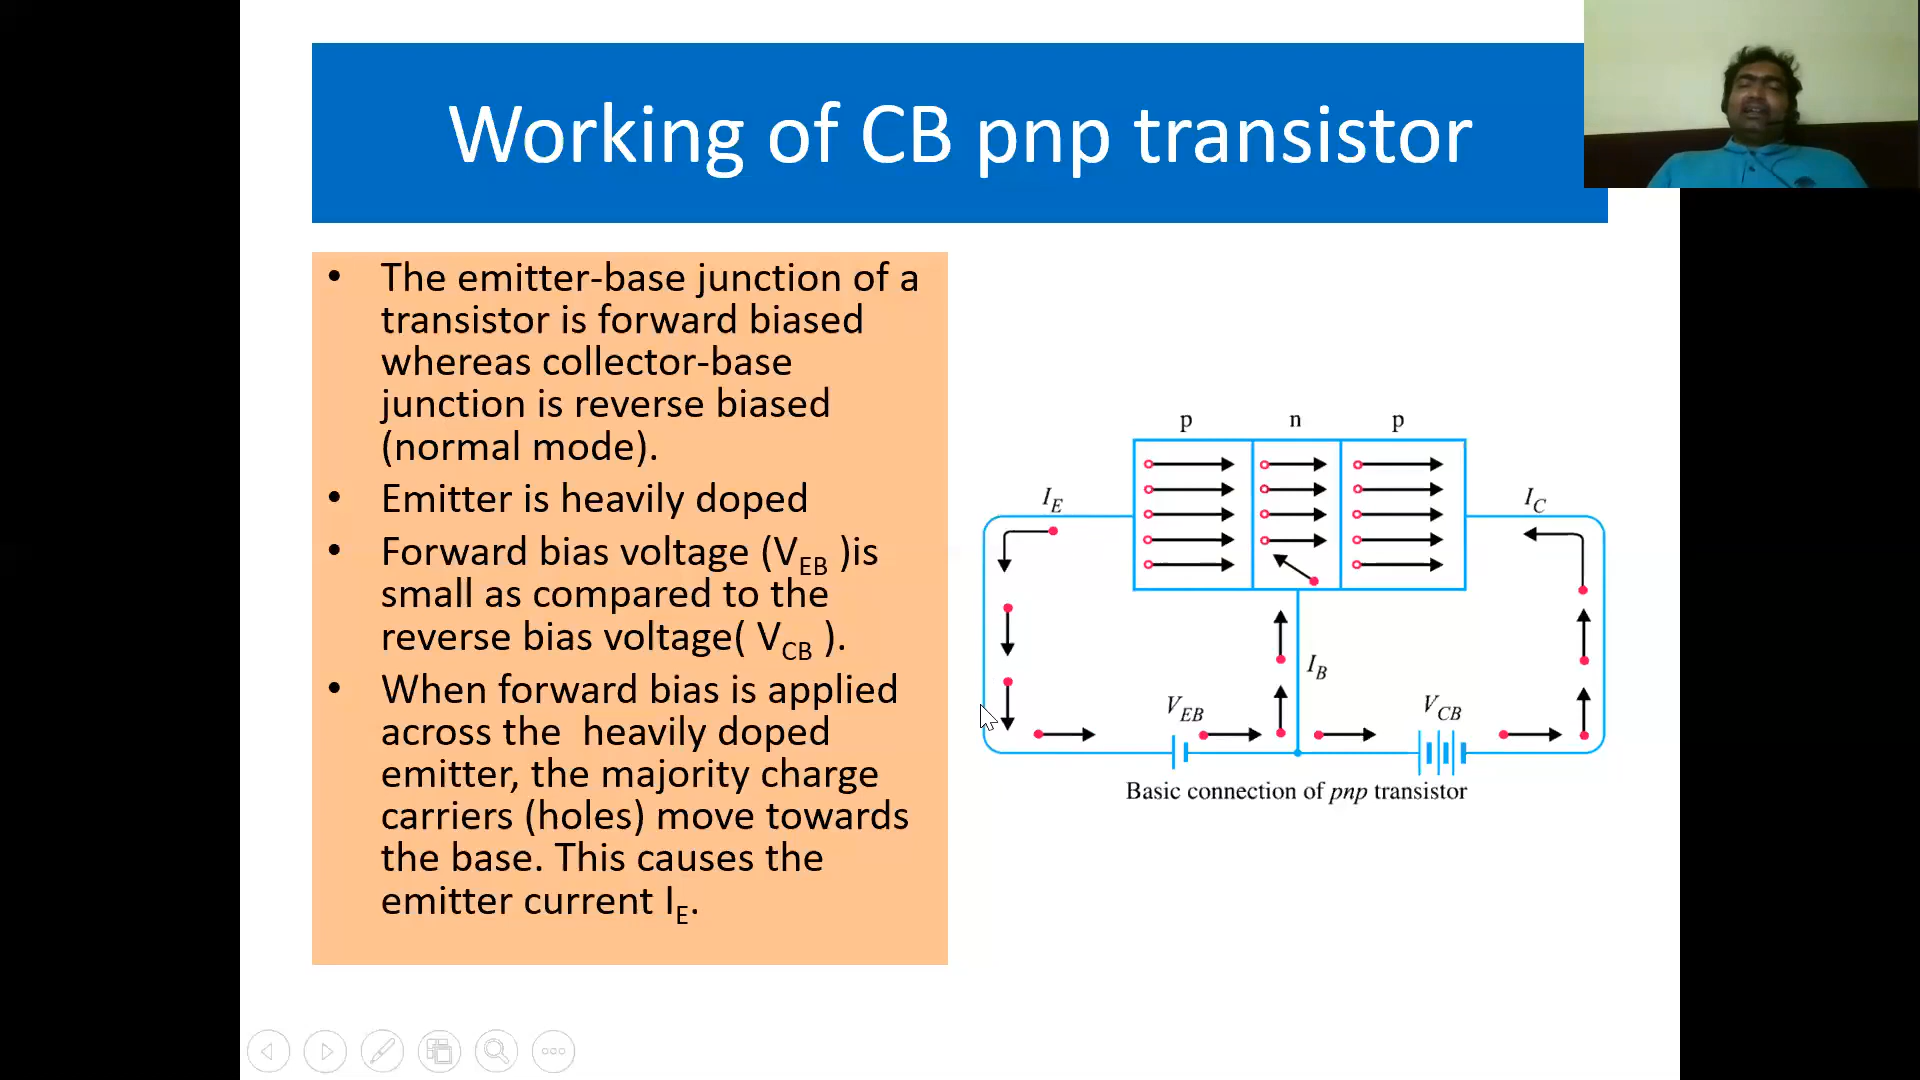 Working of CB pnp transistor
• The emitter-base junction of a
transistor is forward biased
whereas collector-base
junction is reverse biased
(normal mode).
• Emitter is heavily doped
• Forward bias voltage (VEB )is
small as compared to the
reverse bias voltage( VCB ).
• When forward bias is applied
across the  heavily doped
emitter, the majority charge
carriers (holes) move towards
the base. This causes the
emitter current IE.
p n p
IE IC
IB
VEB VCB
Basic connection of pnp transistor